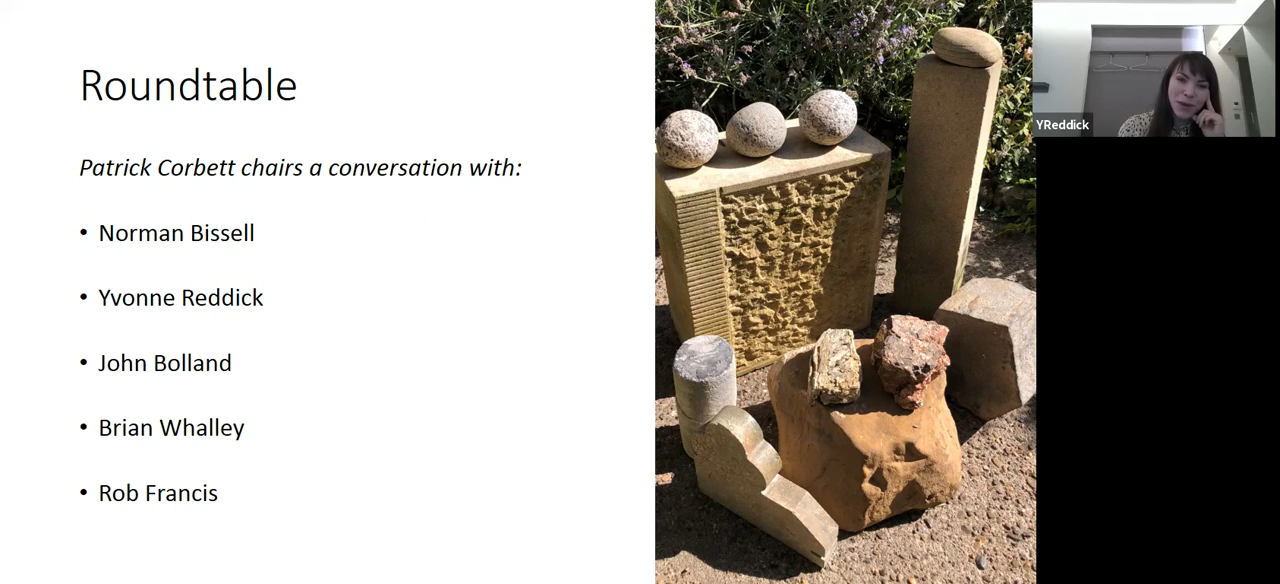 Roundtable
Patrick Corbett chairs a conversation with:
• Norman Bissell
• Yvonne Reddick
• John Bolland
• Brian Whalley
• Rob Francis
YReddick